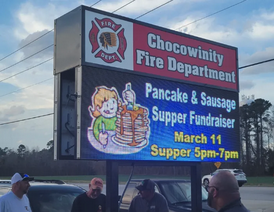 FIRE
DEPT.
Chocowinity
Fire Department
Pancake & Sausage
Supper Fundraiser
March 11
Supper 5pm-7pm